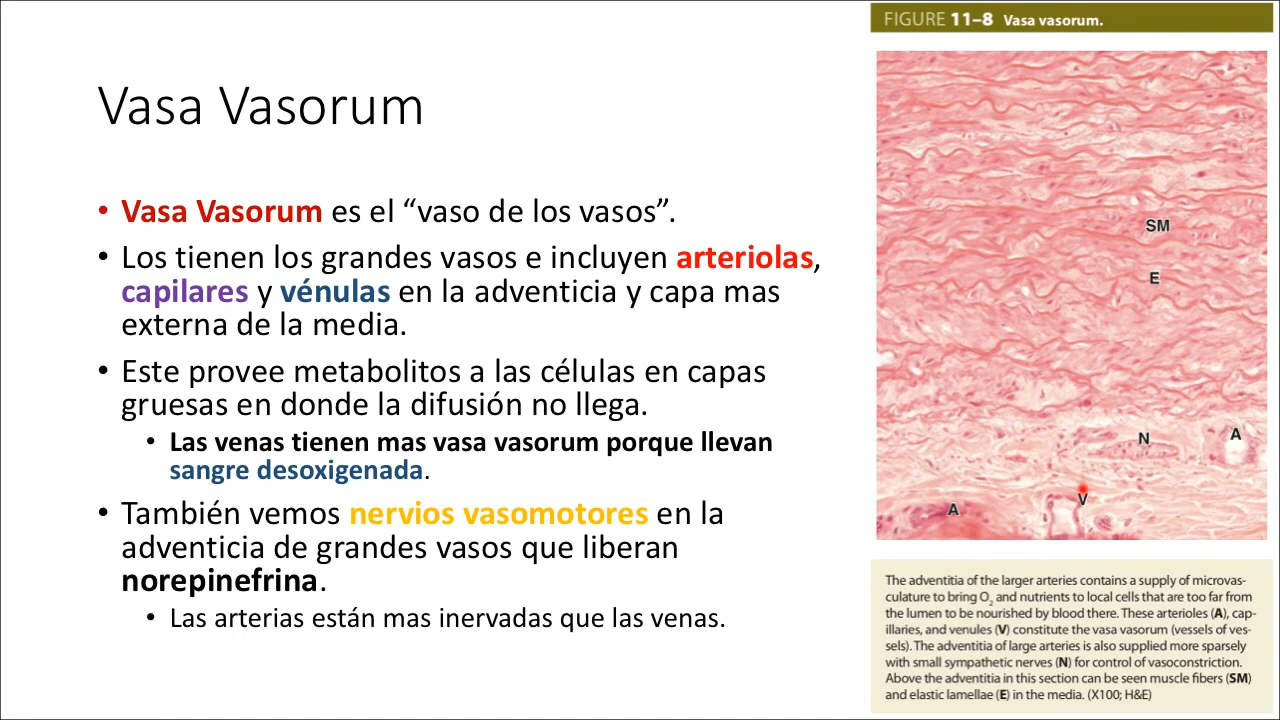 Vasa Vasorum
• Vasa Vasorum es el “vaso de los vasos”.
• Los tienen los grandes vasos e incluyen arteriolas,
capilares y vénulas en la adventicia y capa mas
externa de la media.
• Este provee metabolitos a las células en capas
gruesas en donde la difusión no llega.
• Las venas tienen mas vasa vasorum porque llevan
sangre desoxigenada.
• También vemos nervios vasomotores en la
adventicia de grandes vasos que liberan
norepinefrina.
• Las arterias están mas inervadas que las venas.
FIGURE 11–8 Vasa vasorum.
SM
E
N
A
V
A
The adventitia of the larger arteries contains a supply of microvas-
culature to bring O2 and nutrients to local cells that are too far from
the lumen to be nourished by blood there. These arterioles (A), cap-
illaries, and venules (V) constitute the vasa vasorum (vessels of ves-
sels). The adventitia of large arteries is also supplied more sparsely
with small sympathetic nerves (N) for control of vasoconstriction.
Above the adventitia in this section can be seen muscle fibers (SM)
and elastic lamellae (E) in the media. (X100; H&E)